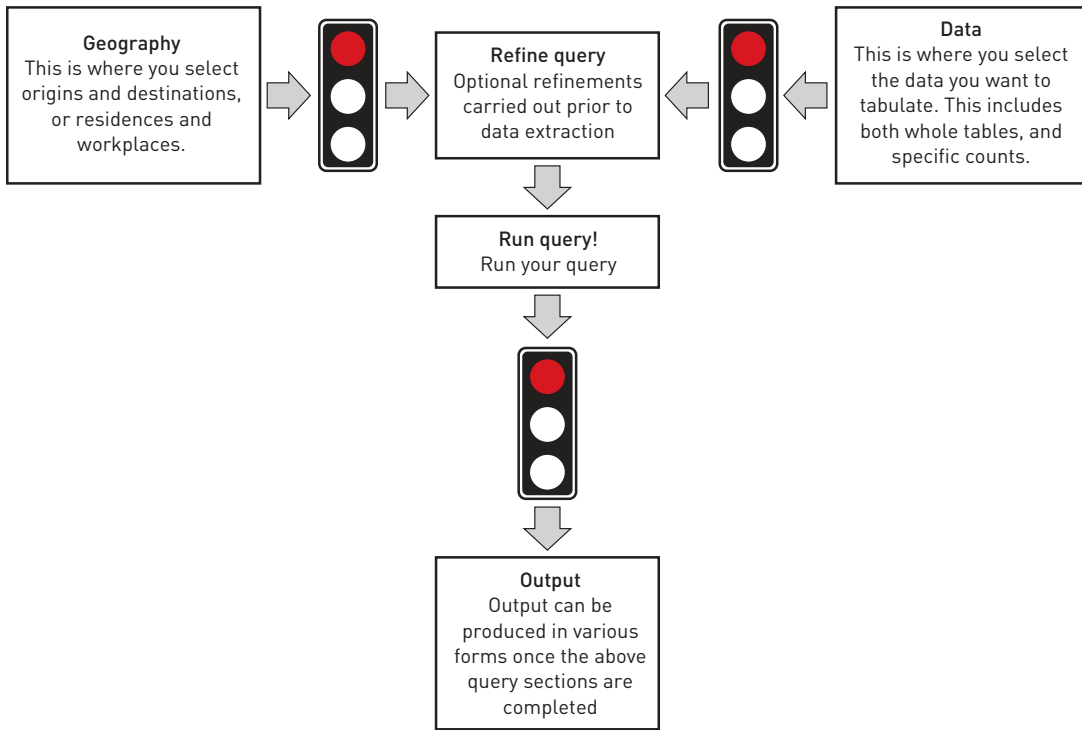 Geography
This is where you select
origins and destinations,
or residences and
workplaces.
Refine query
Optional refinements
carried out prior to
data extraction
Data
This is where you select
the data you want to
tabulate. This includes
both whole tables, and
specific counts.
Run query!
Run your query
Output
Output can be
produced in various
forms once the above
query sections are
completed